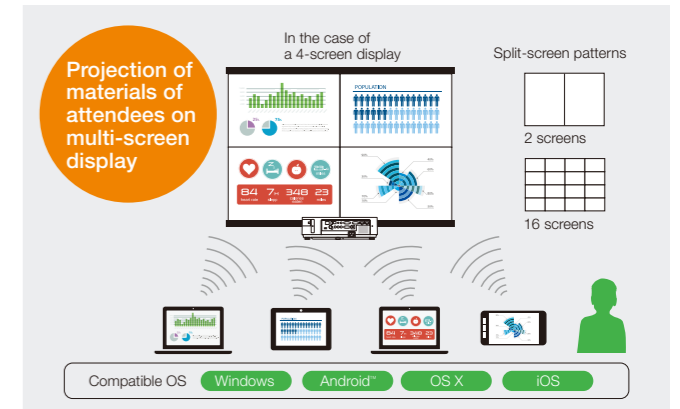 Projection of
materials of
attendees on
multi-screen
display
In the case of
a 4-screen display
Split-screen patterns
2 screens
16 screens
POPULATION
84 7 348 23
Compatible OS
Windows
Android™
OS X
iOS